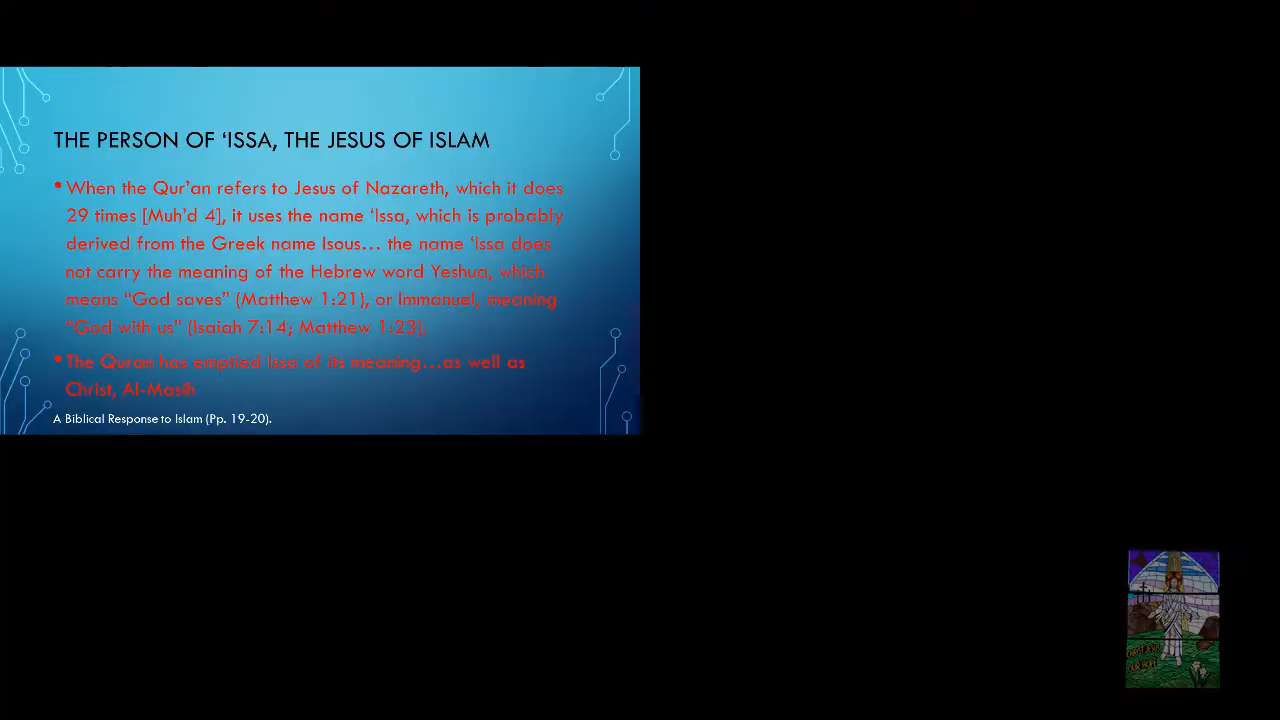 THE PERSON OF ‘ISSA, THE JESUS OF ISLAM
• When the Qur’an refers to Jesus of Nazareth, which it does
29 times [Muh’d 4], it uses the name ‘Issa, which is probably
derived from the Greek name Isous... the name ‘Issa does
not carry the meaning of the Hebrew word Yeshua, which
means “God saves” (Matthew 1:21), or Immanuel, meaning
“God with us” (Isaiah 7:14; Matthew 1:23).
• The Quran has emptied Issa of its meaning...as well as
Christ, Al-Masih
A Biblical Response to Islam (Pp. 19-20).
CHRIST JESUS
OUR HOPE